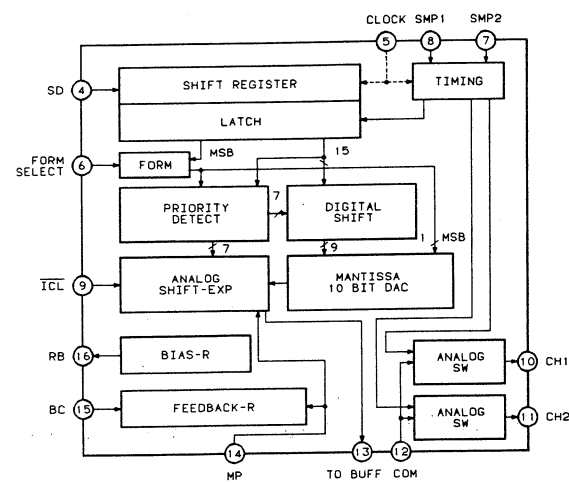 CLOCK SMP1 SMP2
5 8 7
SD 4
SHIFT REGISTER
TIMING
LATCH
FORM SELECT 6
FORM
MSB
15
PRIORITY DETECT
7
DIGITAL SHIFT
7
9
1
MSB
ICL 9
ANALOG SHIFT-EXP
MANTISSA 10 BIT DAC
RB 16
BIAS-R
ANALOG SW
10 CH1
BC 15
FEEDBACK-R
ANALOG SW
11 CH2
14 13 12
MP TO BUFF COM